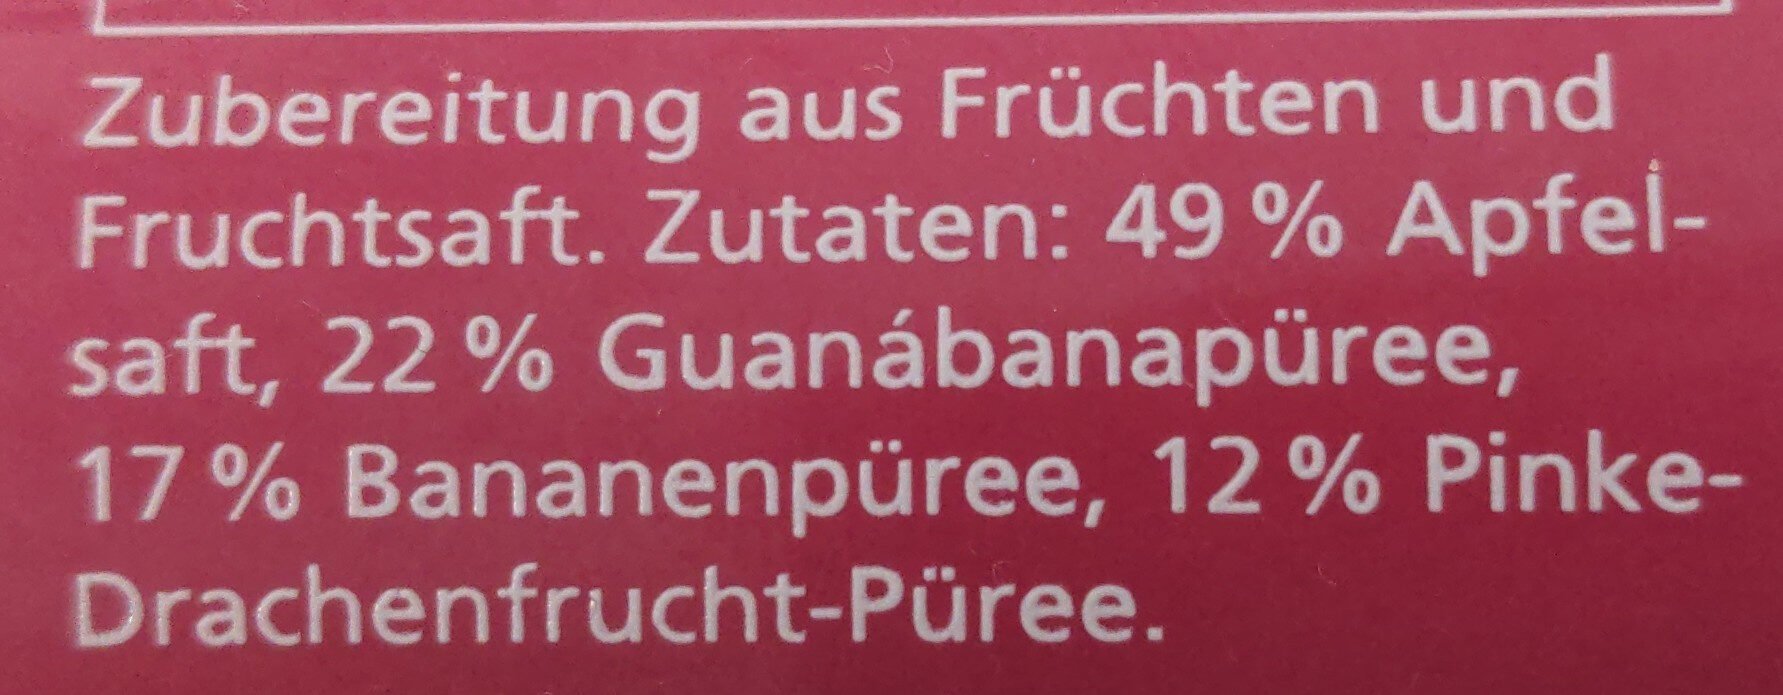 Zubereitung aus Früchten und
Fruchtsaft. Zutaten: 49 % Apfel-
saft, 22 % Guanábanapüree,
17 % Bananenpüree, 12 % Pinke-
Drachenfrucht-Püree.